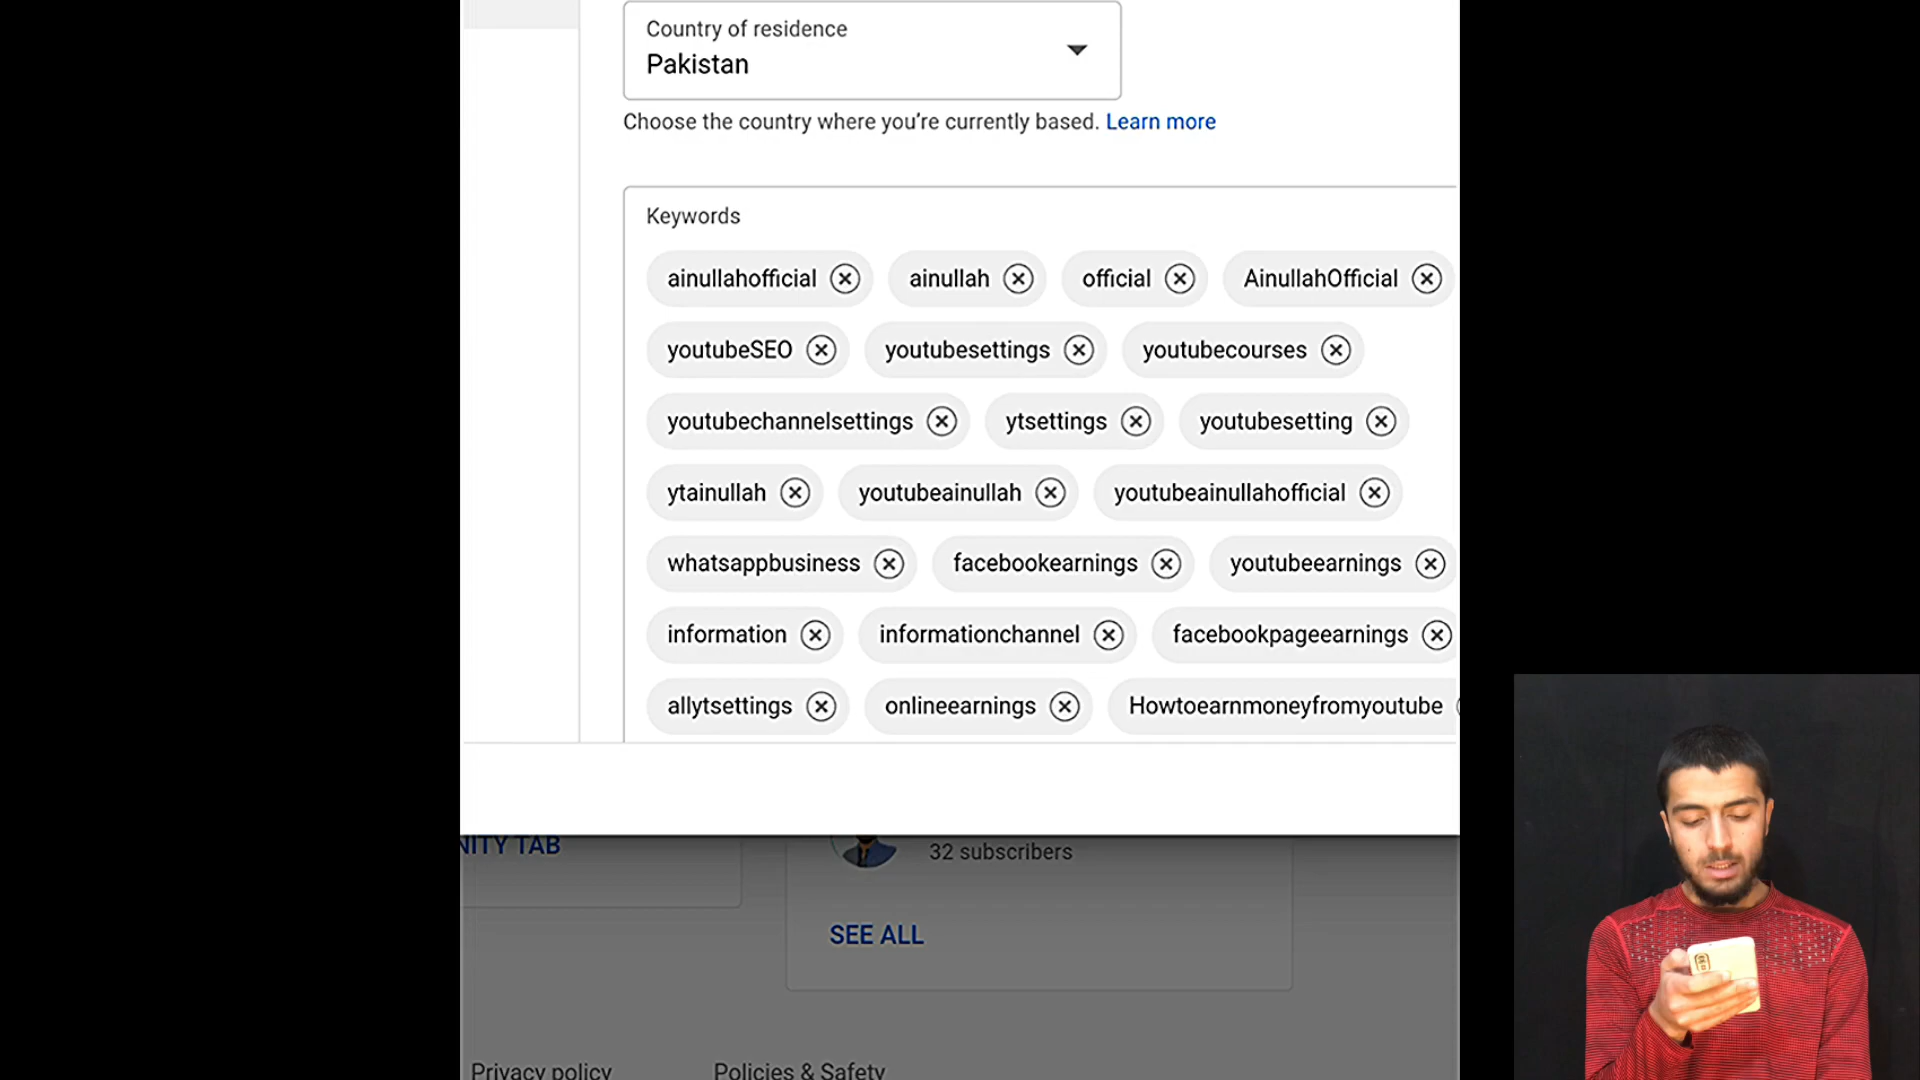 Country of residence
Pakistan
Choose the country where you're currently based. Learn more
Keywords
ainullahofficial ainullah official AinullahOfficial
youtubeSEO youtubesettings youtubecourses
youtubechannelsettings ytsettings youtubesetting
ytainullah youtubeainullah youtubeainullahofficial
whatsappbusiness facebookearnings youtubeearnings
information informationchannel facebookpageearnings
allytsettings onlineearnings Howtoearnmoneyfromyoutube
NITY TAB
32 subscribers
SEE ALL
Privacy policy Policies & Safety